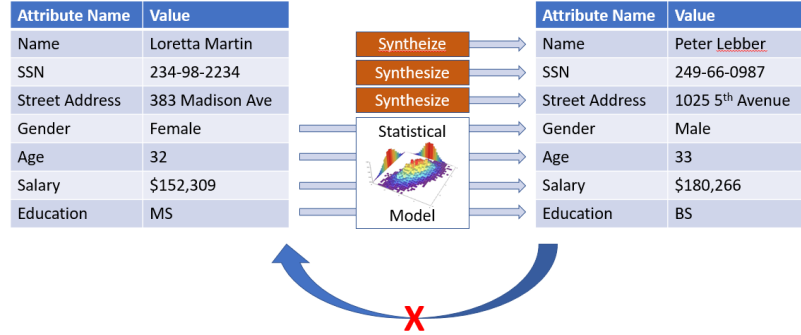 Attribute Name Value
Name Loretta Martin
SSN 234-98-2234
Street Address 383 Madison Ave
Gender Female
Age 32
Salary $152,309
Education MS
Syntheize
Synthesize
Synthesize
Statistical
Model
Attribute Name Value
Name Peter Lebber
SSN 249-66-0987
Street Address 1025 5th Avenue
Gender Male
Age 33
Salary $180,266
Education BS
X